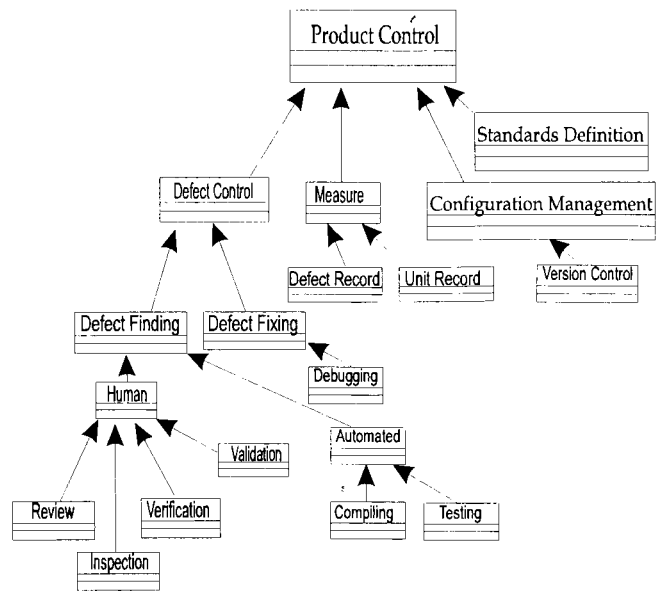 Product Control
Standards Definition
Defect Control
Measure
Configuration Management
Defect Record
Unit Record
Version Control
Defect Finding
Defect Fixing
Debugging
Human
Automated
Validation
Review
Verification
Compiling
Testing
Inspection